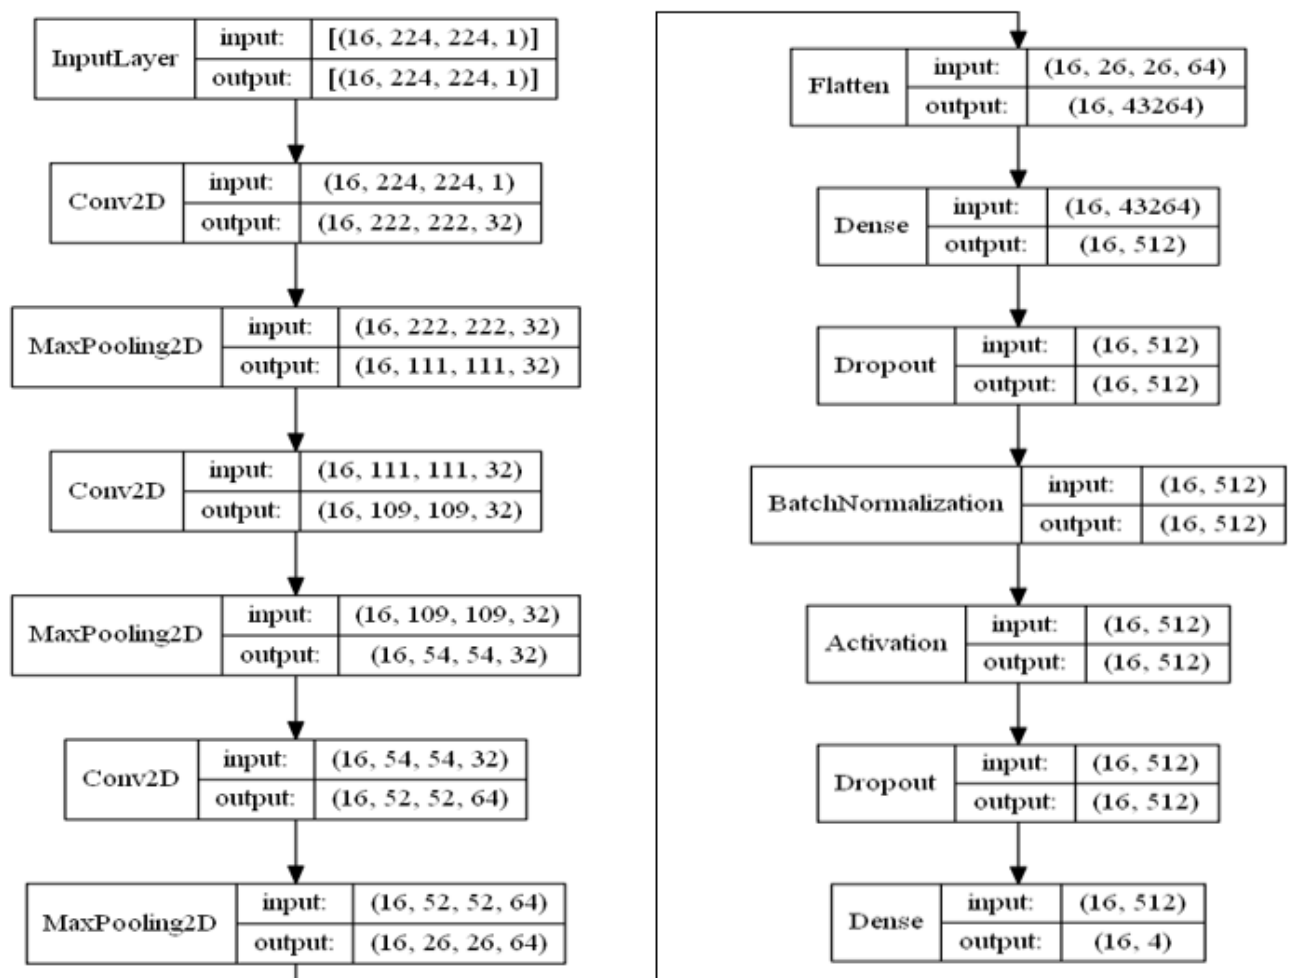 InputLayer
input: [(16, 224, 224, 1)]
output: [(16, 224, 224, 1)]
Conv2D
input: (16, 224, 224, 1)
output: (16, 222, 222, 32)
MaxPooling2D
input: (16, 222, 222, 32)
output: (16, 111, 111, 32)
Conv2D
input: (16, 111, 111, 32)
output: (16, 109, 109, 32)
MaxPooling2D
input: (16, 109, 109, 32)
output: (16, 54, 54, 32)
Conv2D
input: (16, 54, 54, 32)
output: (16, 52, 52, 64)
MaxPooling2D
input: (16, 52, 52, 64)
output: (16, 26, 26, 64)
Flatten
input: (16, 26, 26, 64)
output: (16, 43264)
Dense
input: (16, 43264)
output: (16, 512)
Dropout
input: (16, 512)
output: (16, 512)
BatchNormalization
input: (16, 512)
output: (16, 512)
Activation
input: (16, 512)
output: (16, 512)
Dropout
input: (16, 512)
output: (16, 512)
Dense
input: (16, 512)
output: (16, 4)